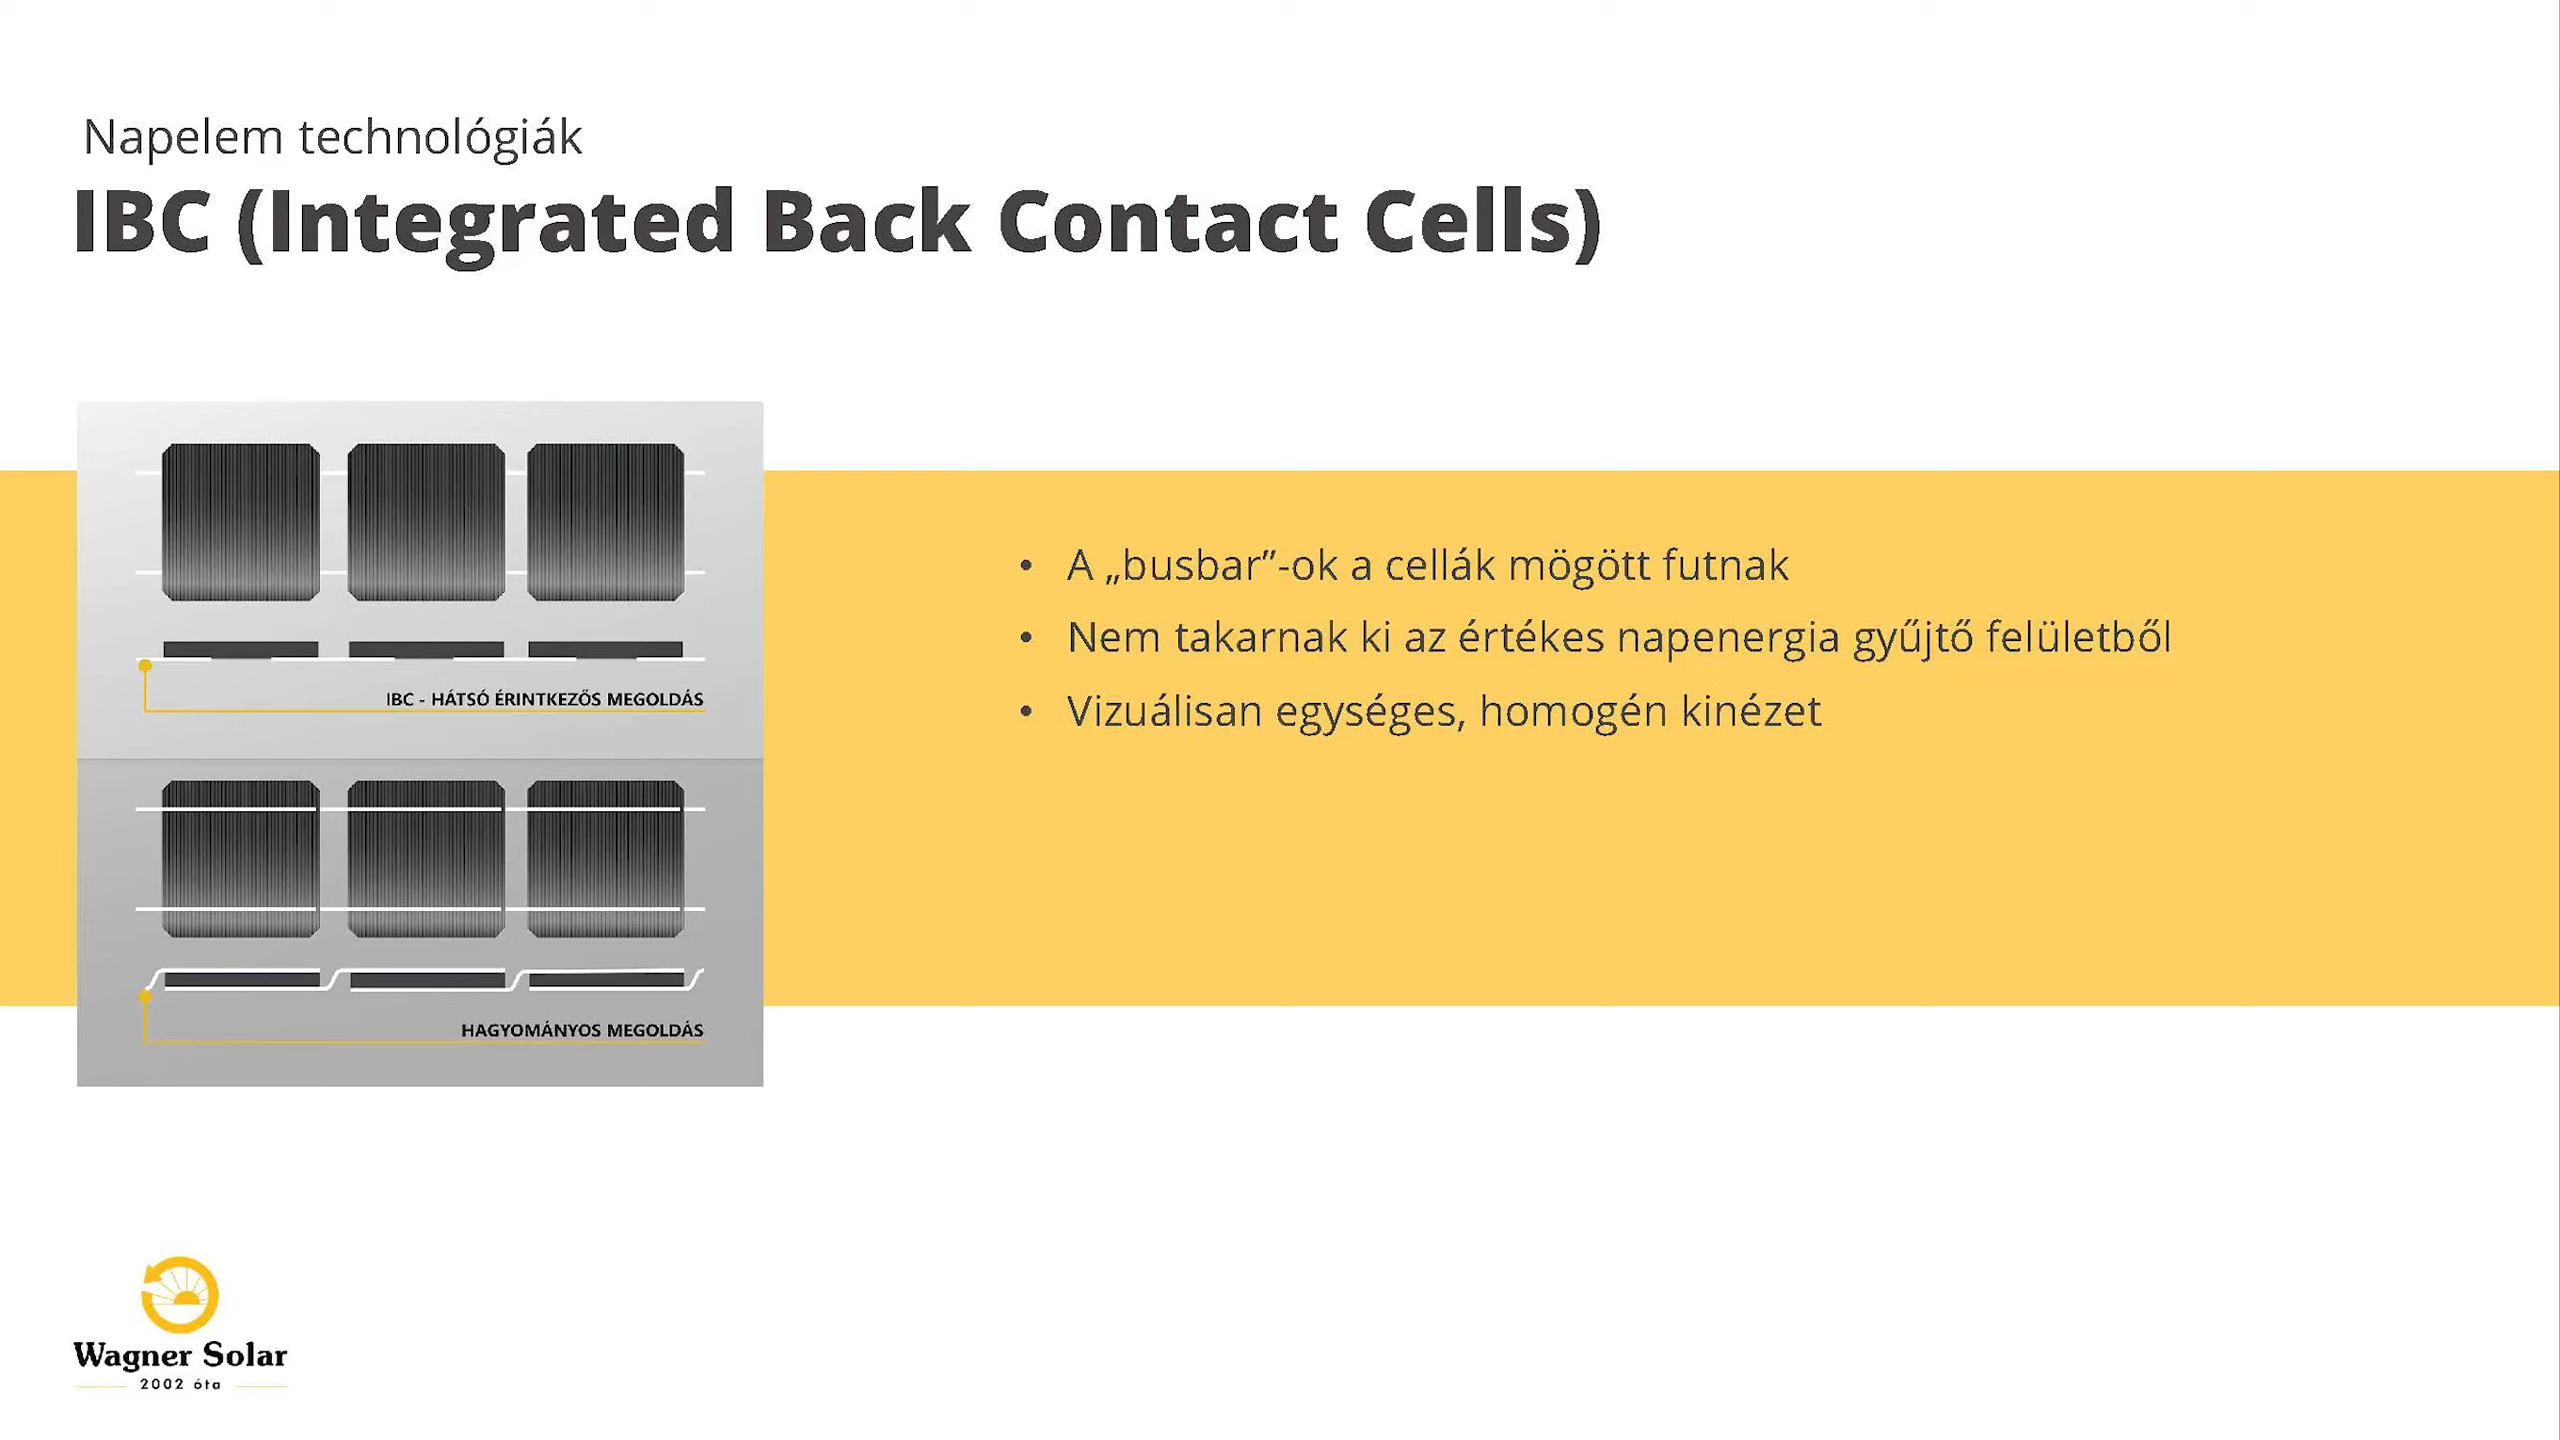 Napelem technológiák
IBC (Integrated Back Contact Cells)
IBC - HÁTSÓ ÉRINTKEZŐS MEGOLDÁS
HAGYOMÁNYOS MEGOLDÁS
• A „busbar”-ok a cellák mögött futnak
• Nem takarnak ki az értékes napenergia gyűjtő felületből
• Vizuálisan egységes, homogén kinézet
Wagner Solar
2002 óta